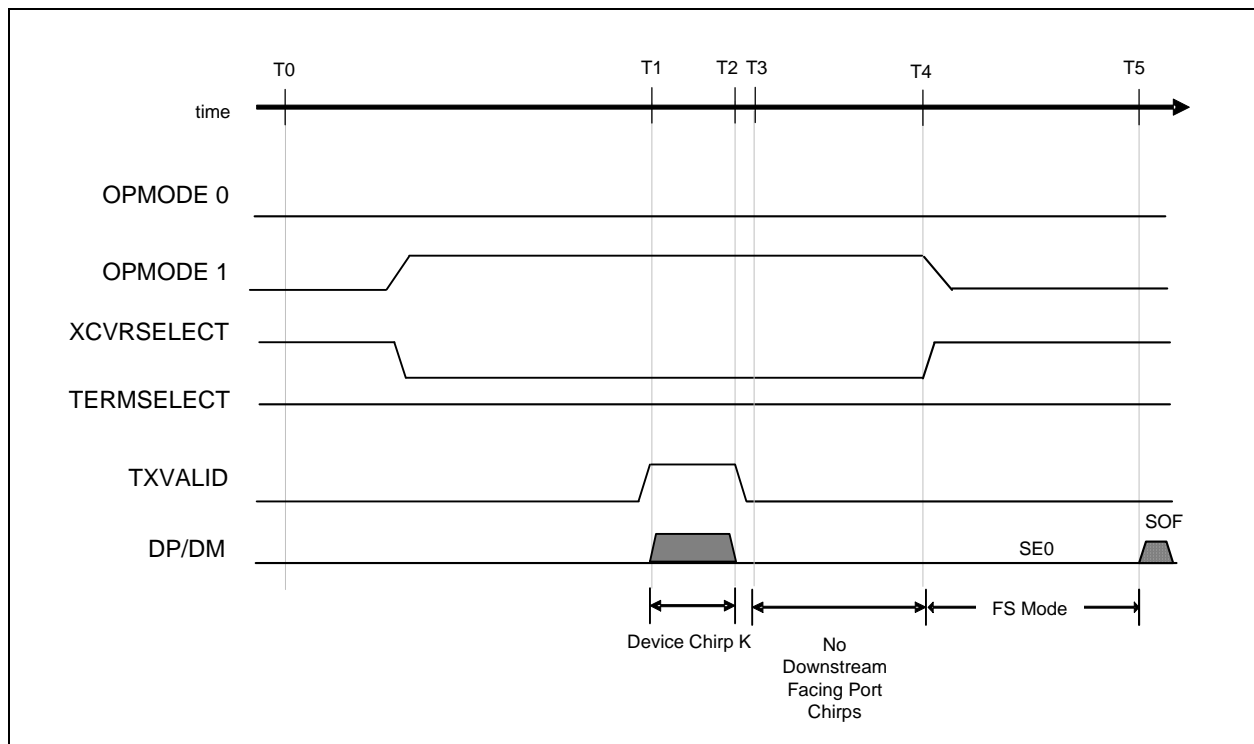 T0
T1
T2
T3
T4
T5
time
OPMODE 0
OPMODE 1
XCVRSELECT
TERMSELECT
TXVALID
DP/DM
SE0
SOF
Device Chirp K
No
Downstream
Facing Port
Chirps
FS Mode